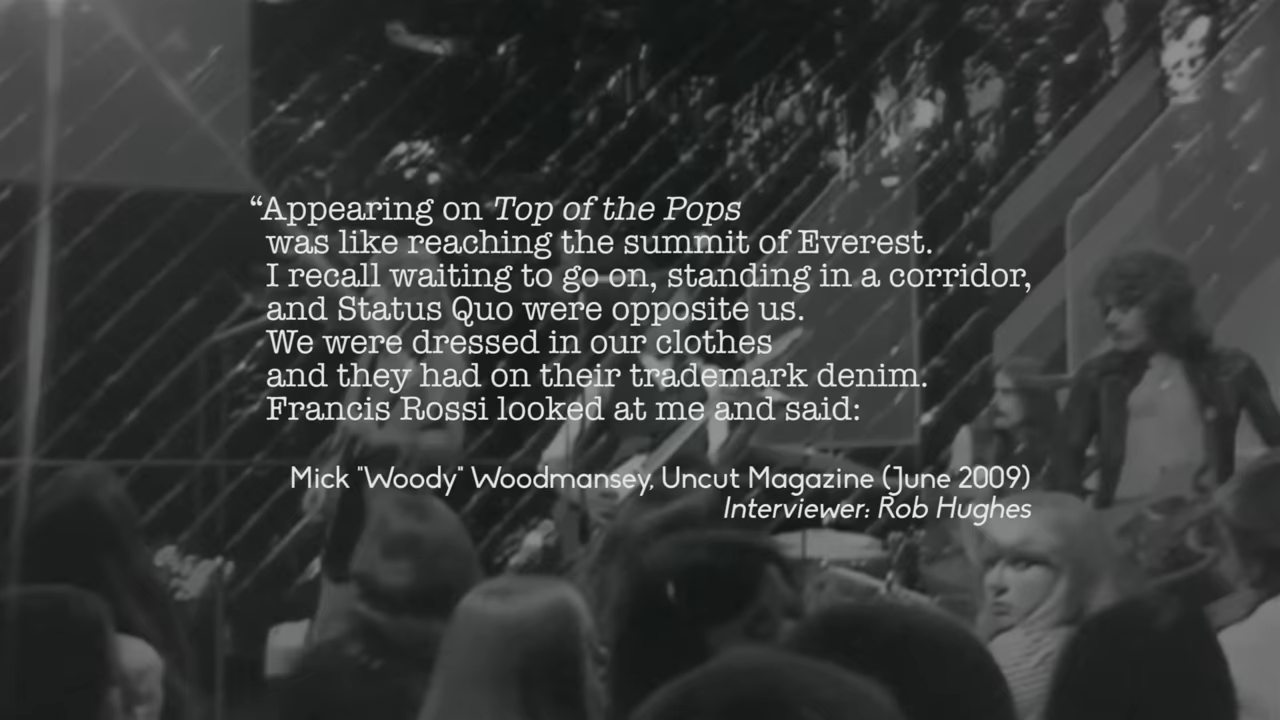 “Appearing on Top of the Pops
was like reaching the summit of Everest.
I recall waiting to go on, standing in a corridor,
and Status Quo were opposite us.
We were dressed in our clothes
and they had on their trademark denim.
Francis Rossi looked at me and said:
Mick "Woody" Woodmansey, Uncut Magazine (June 2009)
Interviewer: Rob Hughes